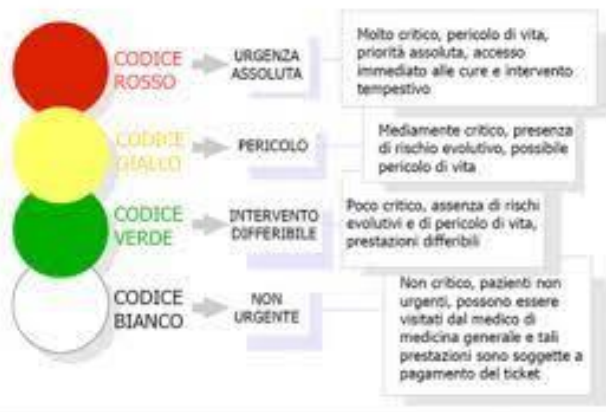 CODICE
ROSSO
URGENZA
ASSOLUTA
Molto critico, pericolo di vita,
priorità assoluta, accesso
immediato alle cure e intervento
tempestivo
CODICE
GIALLO
PERICOLO
Mediamente critico, presenza
di rischio evolutivo, possibile
pericolo di vita
CODICE
VERDE
INTERVENTO
DIFFERIBILE
Poco critico, assenza di rischi
evolutivi e di pericolo di vita,
prestazioni differibili
CODICE
BIANCO
NON
URGENTE
Non critico, pazienti non
urgenti, possono essere
visitati dal medico di
medicina generale e tali
prestazioni sono soggette a
pagamento del ticket